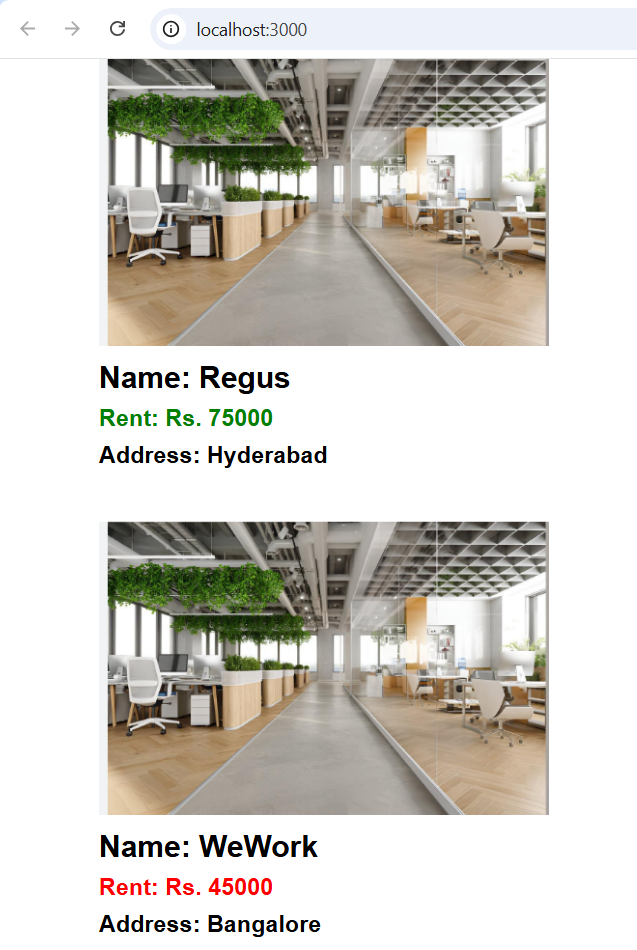 localhost:3000
Name: Regus
Rent: Rs. 75000
Address: Hyderabad
Name: WeWork
Rent: Rs. 45000
Address: Bangalore